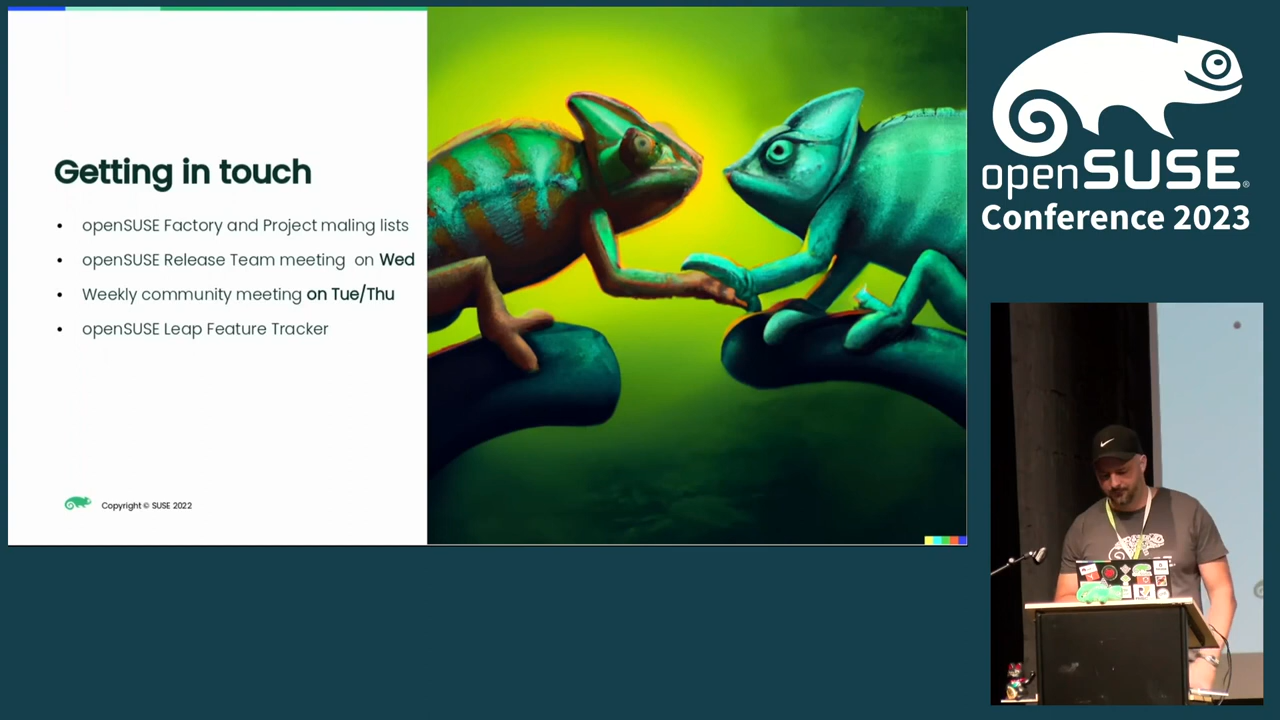 Getting in touch
• openSUSE Factory and Project maling lists
• openSUSE Release Team meeting on Wed
• Weekly community meeting on Tue/Thu
• openSUSE Leap Feature Tracker
Copyright © SUSE 2022
openSUSE®
Conference 2023